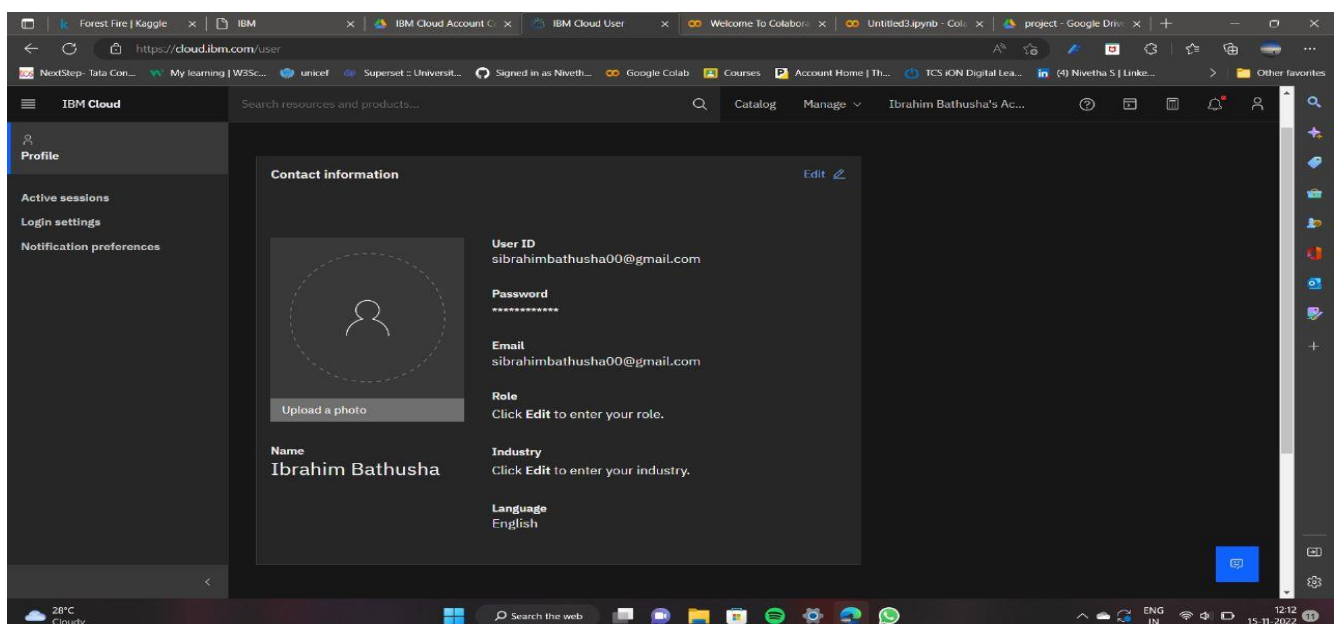 Forest Fire | Kaggle
IBM
IBM Cloud Account C
IBM Cloud User
Welcome To Colabora
Untitled3.ipynb - Cola
project - Google Drive
https://cloud.ibm.com/user
NextStep- Tata Con...
My learning | W3Sc...
unicef
Superset :: Universit...
Signed in as Niveth...
Google Colab
Courses
Account Home | Th...
TCS iON Digital Lea...
(4) Nivetha S | Linke...
Other favorites
IBM Cloud
Search resources and products...
Catalog
Manage
Ibrahim Bathusha's Ac...
Profile
Active sessions
Login settings
Notification preferences
Contact information
Edit
Upload a photo
Name
Ibrahim Bathusha
User ID
sibrahimbathusha00@gmail.com
Password
************
Email
sibrahimbathusha00@gmail.com
Role
Click Edit to enter your role.
Industry
Click Edit to enter your industry.
Language
English
28°C
Cloudy
Search the web
ENG
IN
12:12
15-11-2022
11